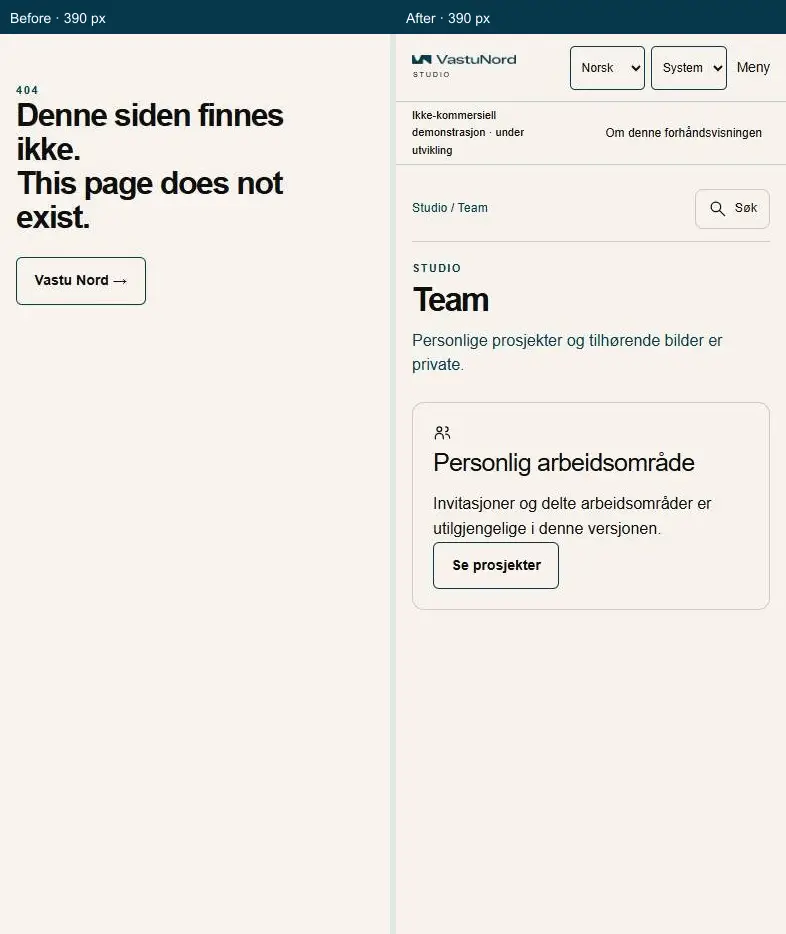 Before · 390 px
404
Denne siden finnes
ikke.
This page does not
exist.
Vastu Nord →
After · 390 px
VastuNord
STUDIO
Norsk
System
Meny
Ikke-kommersiell
demonstrasjon · under
utvikling
Om denne forhåndsvisningen
Studio / Team
Søk
STUDIO
Team
Personlige prosjekter og tilhørende bilder er
private.
Personlig arbeidsområde
Invitasjoner og delte arbeidsområder er
utilgjengelige i denne versjonen.
Se prosjekter